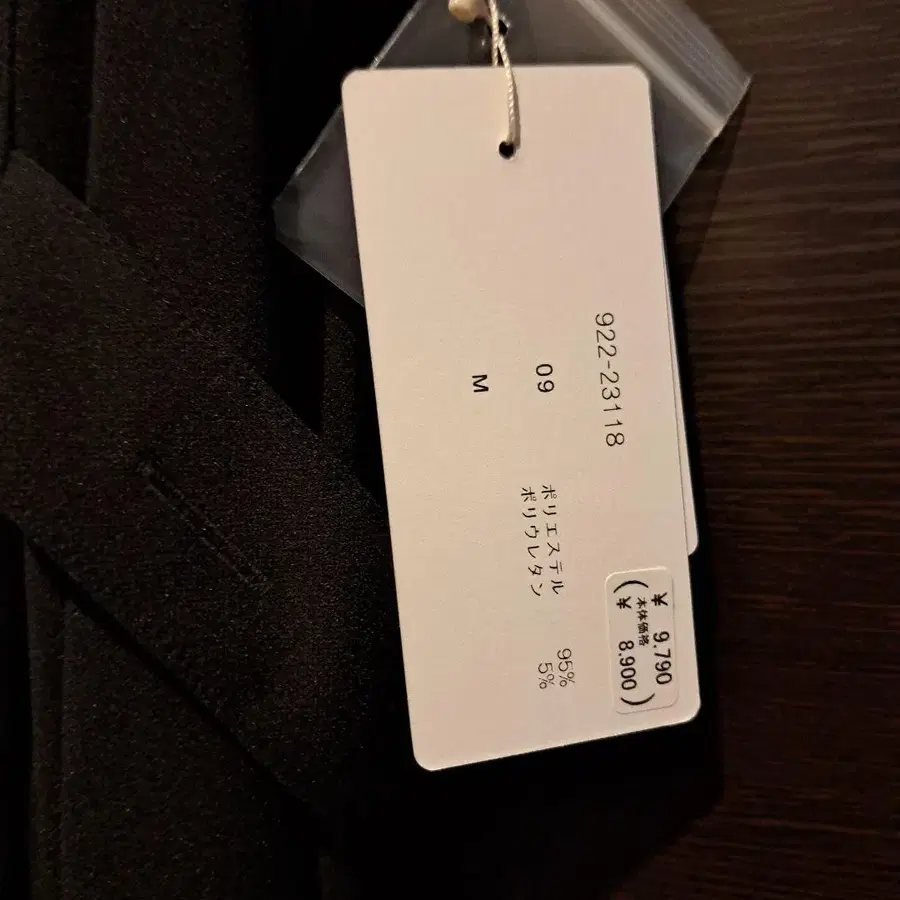 922-23118
09
M
ポリエステル 95%
ポリウレタン 5%
¥ 9.790
本体価格
(¥ 8.900)